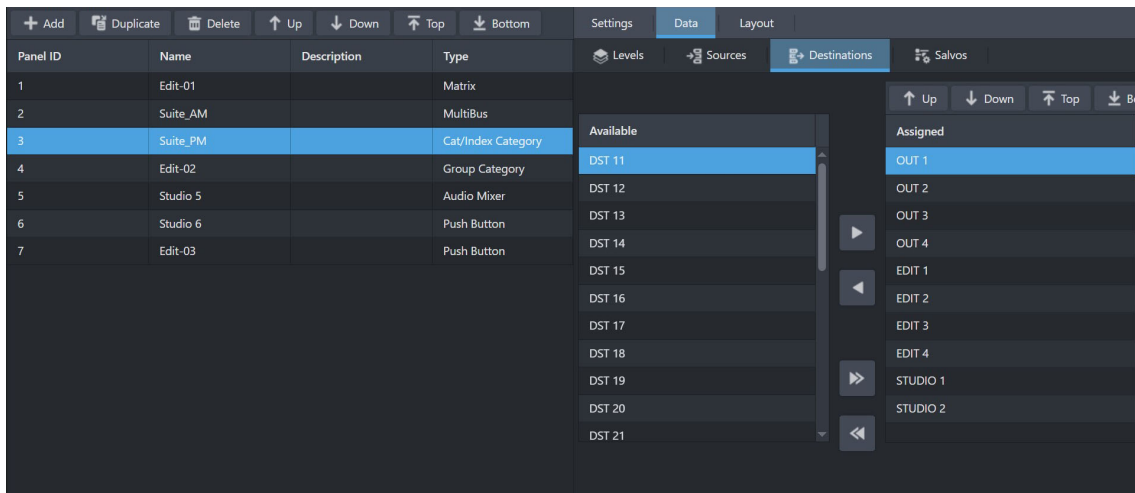 Add Duplicate Delete Up Down Top Bottom
Panel ID Name Description Type
1 Edit-01 Matrix
2 Suite_AM MultiBus
3 Suite_PM Cat/Index Category
4 Edit-02 Group Category
5 Studio 5 Audio Mixer
6 Studio 6 Push Button
7 Edit-03 Push Button
Settings Data Layout
Levels Sources Destinations Salvos
Up Down Top
Available
DST 11
DST 12
DST 13
DST 14
DST 15
DST 16
DST 17
DST 18
DST 19
DST 20
DST 21
Assigned
OUT 1
OUT 2
OUT 3
OUT 4
EDIT 1
EDIT 2
EDIT 3
EDIT 4
STUDIO 1
STUDIO 2